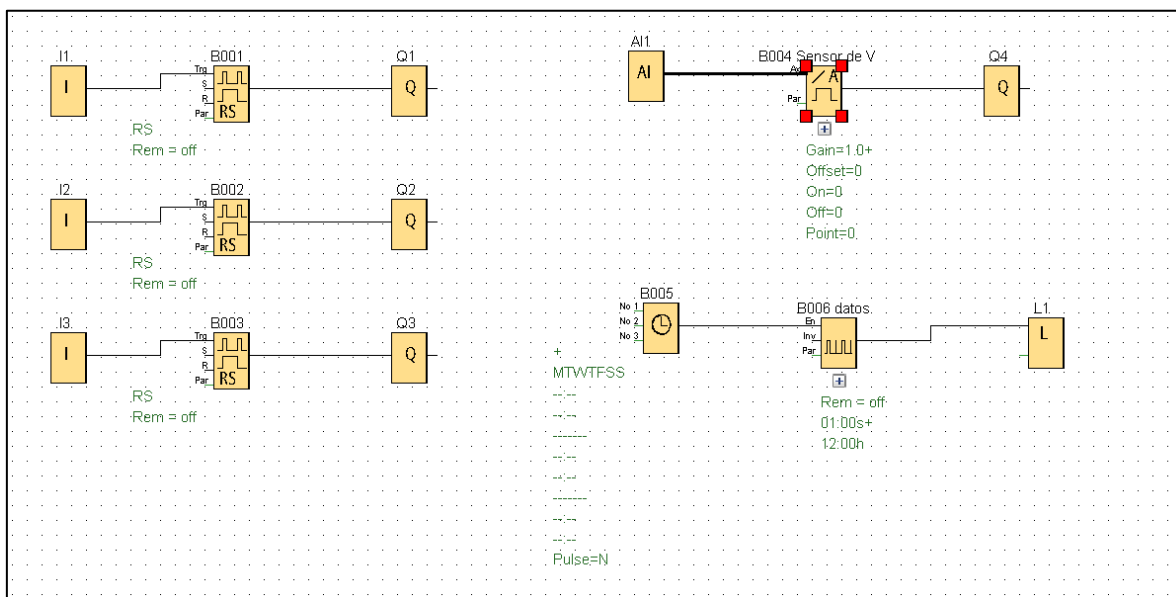 I1
B001
Q1
I
Trg
S
R
Par
RS
Q
RS
Rem = off
I2
B002
Q2
I
Trg
S
R
Par
RS
Q
RS
Rem = off
I3
B003
Q3
I
Trg
S
R
Par
RS
Q
RS
Rem = off
AI1
B004 Sensor de V
Q4
AI
A
Par
Q
Gain=1.0+
Offset=0
On=0
Off=0
Point=0
B005
B006 datos
L1
No 1
No 2
No 3
En
Inv
Par
L
+
MTWTFSS
--:--
--:--
-------
--:--
--:--
-------
--:--
--:--
Pulse=N
Rem = off
01:00s+
12:00h